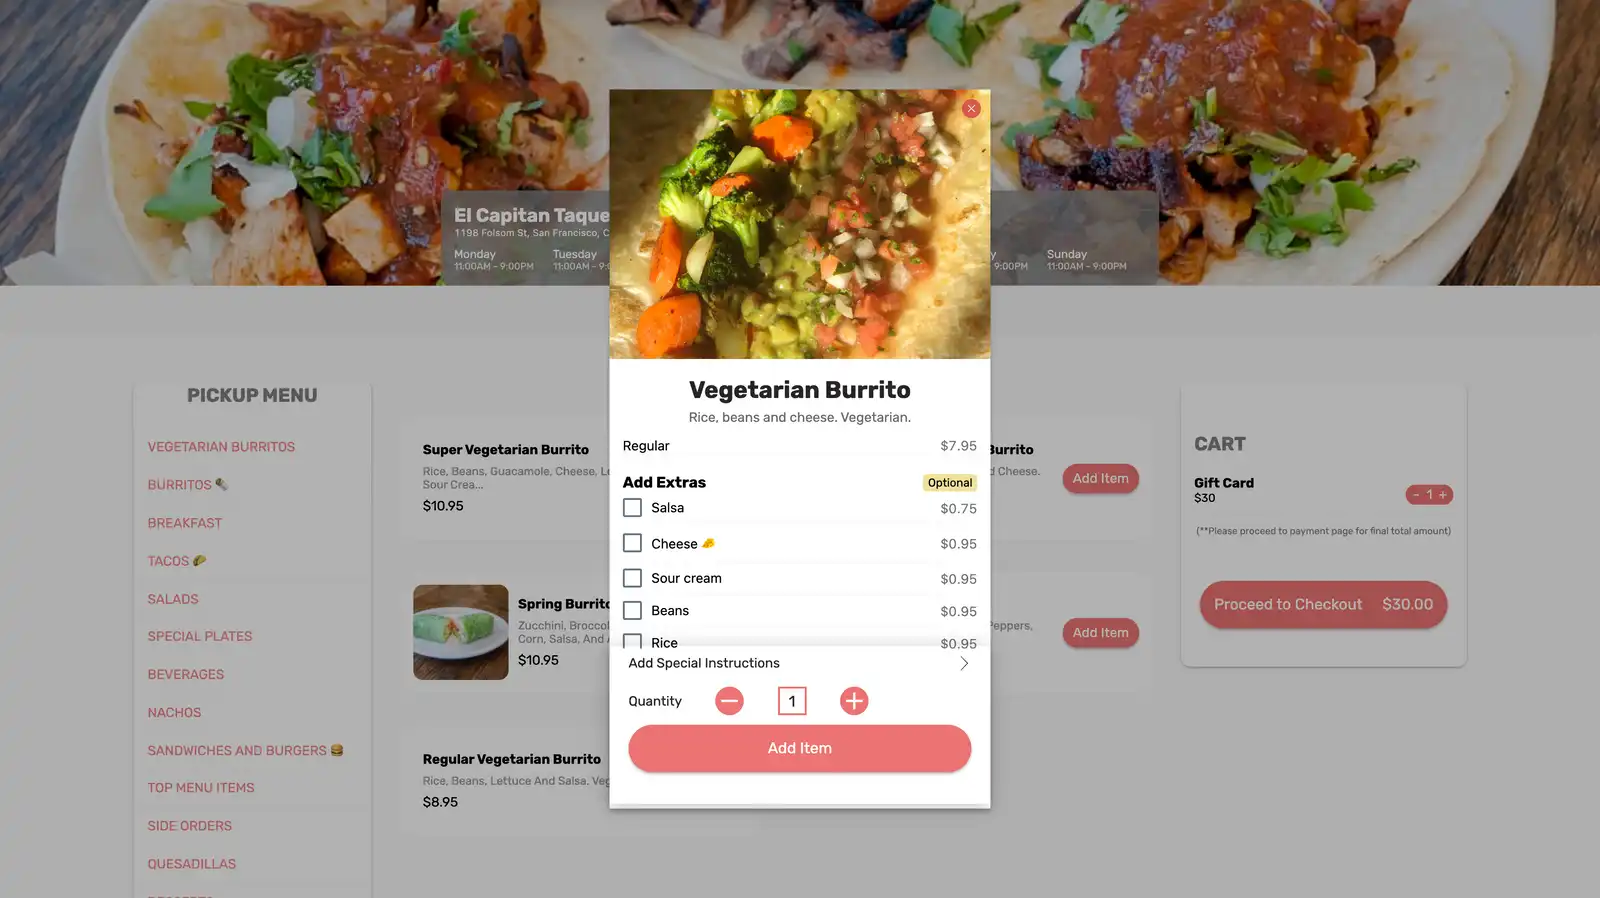 El Capitan Taque
1198 Folsom St, San Francisco, C
Monday
11:00AM - 9:00PM
Tuesday
11:00AM - 9:0
y
9:00PM
Sunday
11:00AM - 9:00PM
PICKUP MENU
VEGETARIAN BURRITOS
BURRITOS 🌯
BREAKFAST
TACOS 🌮
SALADS
SPECIAL PLATES
BEVERAGES
NACHOS
SANDWICHES AND BURGERS 🍔
TOP MENU ITEMS
SIDE ORDERS
QUESADILLAS
Super Vegetarian Burrito
Rice, Beans, Guacamole, Cheese, Le
Sour Crea...
$10.95
Spring Burrito
Zucchini, Broccol
Corn, Salsa, And A
$10.95
Regular Vegetarian Burrito
Rice, Beans, Lettuce And Salsa. Veg
$8.95
Vegetarian Burrito
Rice, beans and cheese. Vegetarian.
Regular $7.95
Add Extras Optional
Salsa $0.75
Cheese 🧀 $0.95
Sour cream $0.95
Beans $0.95
Rice $0.95
Add Special Instructions
Quantity 1
Add Item
Burrito
d Cheese.
Add Item
Peppers,
Add Item
CART
Gift Card
$30
- 1 +
(**Please proceed to payment page for final total amount)
Proceed to Checkout $30.00